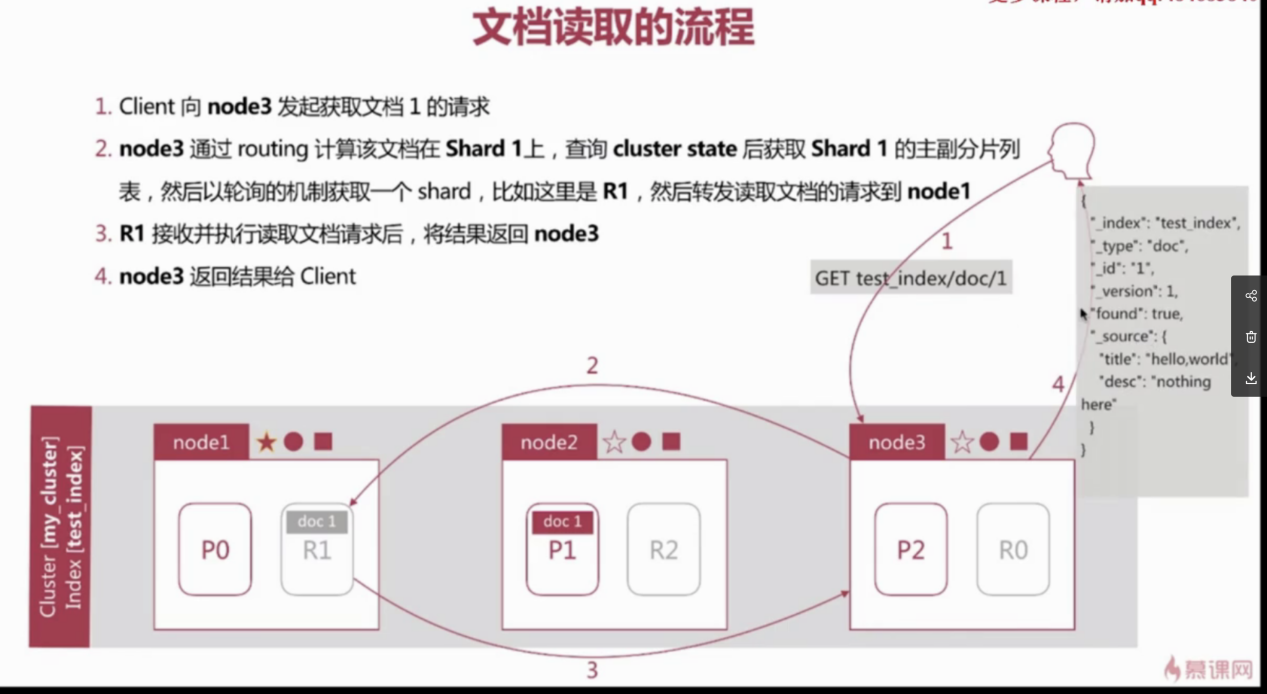 文档读取的流程
1. Client 向 node3 发起获取文档 1 的请求
2. node3 通过 routing 计算该文档在 Shard 1上，查询 cluster state 后获取 Shard 1 的主副分片列
表，然后以轮询的机制获取一个 shard，比如这里是 R1，然后转发读取文档的请求到 node1
3. R1 接收并执行读取文档请求后，将结果返回 node3
4. node3 返回结果给 Client
1
GET test_index/doc/1
{
"_index": "test_index",
"_type": "doc",
"_id": "1",
"_version": 1,
"found": true,
"_source": {
"title": "hello,world",
"desc": "nothing
here"
}
}
2
4
Cluster [my_cluster]
Index [test_index]
node1
node2
node3
doc 1
doc 1
P0
R1
P1
R2
P2
R0
3
慕课网